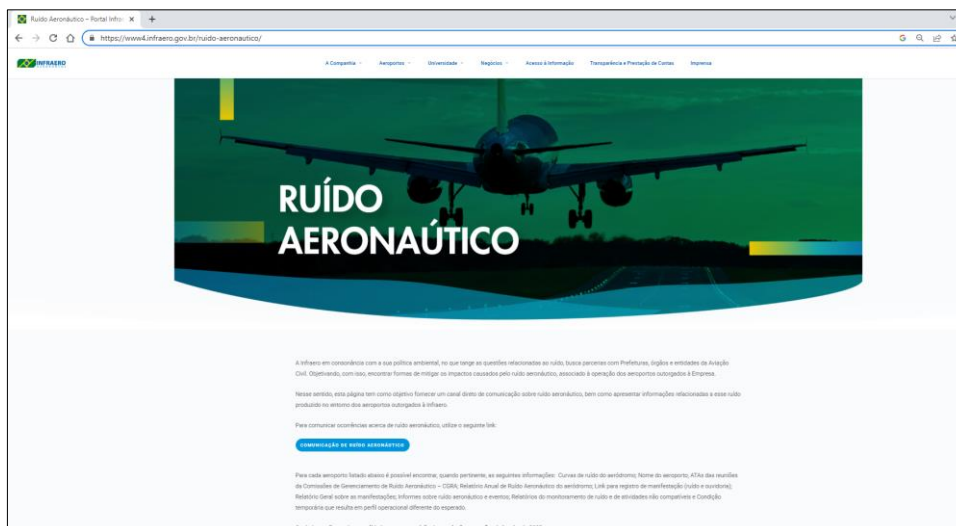 Ruído Aeronáutico – Portal Infra
https://www4.infraero.gov.br/ruido-aeronautico/
INFRAERO
A Companhia Aeroportos Universidade Negócios Acesso à Informação Transparência e Prestação de Contas Imprensa
RUÍDO
AERONAÚTICO
A Infraero em consonância com a sua política ambiental, no que tange as questões relacionadas ao ruído, busca parcerias com Prefeituras, órgãos e entidades da Aviação
Civil. Objetivando, com isso, encontrar formas de mitigar os impactos causados pelo ruído aeronáutico, associado à operação dos aeroportos outorgados à Empresa.
Nesse sentido, esta página tem como objetivo fornecer um canal direto de comunicação sobre ruído aeronáutico, bem como apresentar informações relacionadas a esse ruído
produzido no entorno dos aeroportos outorgados à Infraero.
Para comunicar ocorrências acerca de ruído aeronáutico, utilize o seguinte link:
COMUNICAÇÃO DE RUÍDO AERONÁUTICO
Para cada aeroporto listado abaixo é possível encontrar, quando pertinente, as seguintes informações: Curvas de ruído do aeródromo; Nome do aeroporto; ATAs das reuniões
da Comissões de Gerenciamento de Ruído Aeronáutico – CGRA; Relatório Anual de Ruído Aeronáutico do aeródromo; Link para registro de manifestação (ruído e ouvidoria);
Relatório Geral sobre as manifestações; Informes sobre ruído aeronáutico e eventos; Relatórios do monitoramento de ruído e de atividades não compatíveis e Condição
temporária que resulta em perfil operacional diferente do esperado.